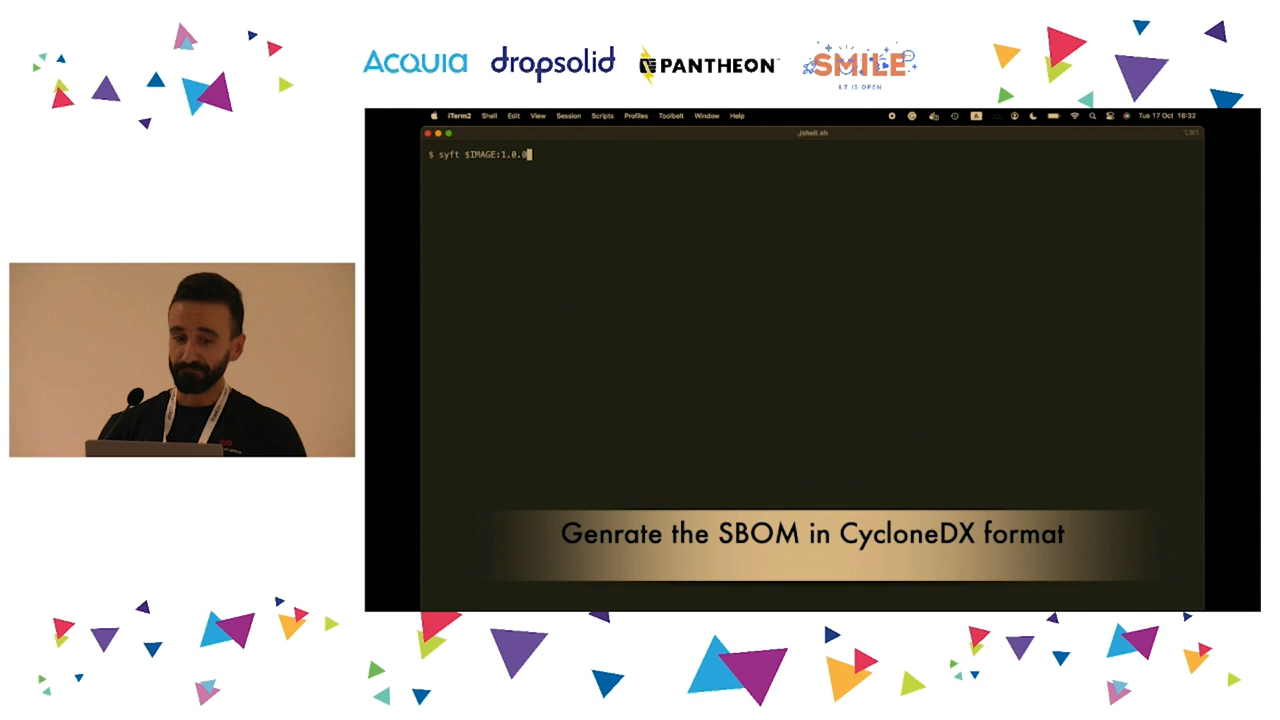 ACQUIA dropsolid PANTHEON SMILE
I.T IS OPEN
iTerm2 Shell Edit View Session Scripts Profiles Toolbelt Window Help A Tue 17 Oct 16:32
./shell.sh
$ syft $IMAGE:1.0.0
Genrate the SBOM in CycloneDX format